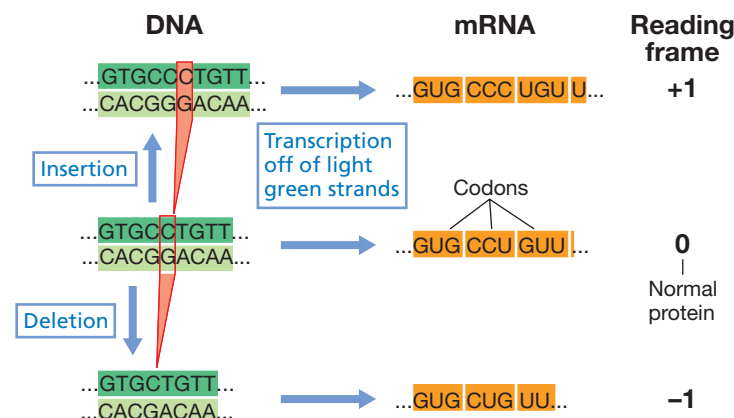 DNA
mRNA
Reading
frame
...GTGCCCTGTT...
...CACGGGACAA...
...GUG CCC UGU U...
+1
Insertion
Transcription
off of light
green strands
Codons
...GTGCCTGTT...
...CACGGACAA...
...GUG CCU GUU ...
0
Normal
protein
Deletion
...GTGCTGTT...
...CACGACAA...
...GUG CUG UU...
–1